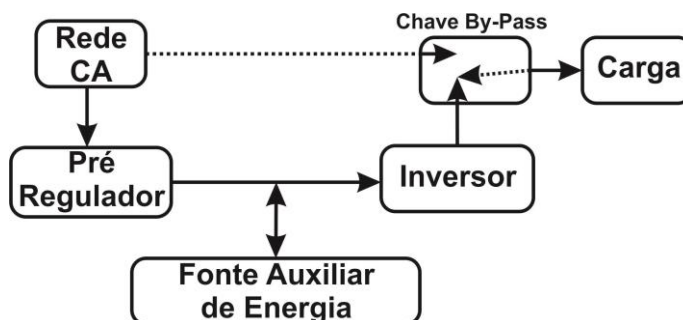 Rede
CA
Chave By-Pass
Carga
Pré
Regulador
Inversor
Fonte Auxiliar
de Energia